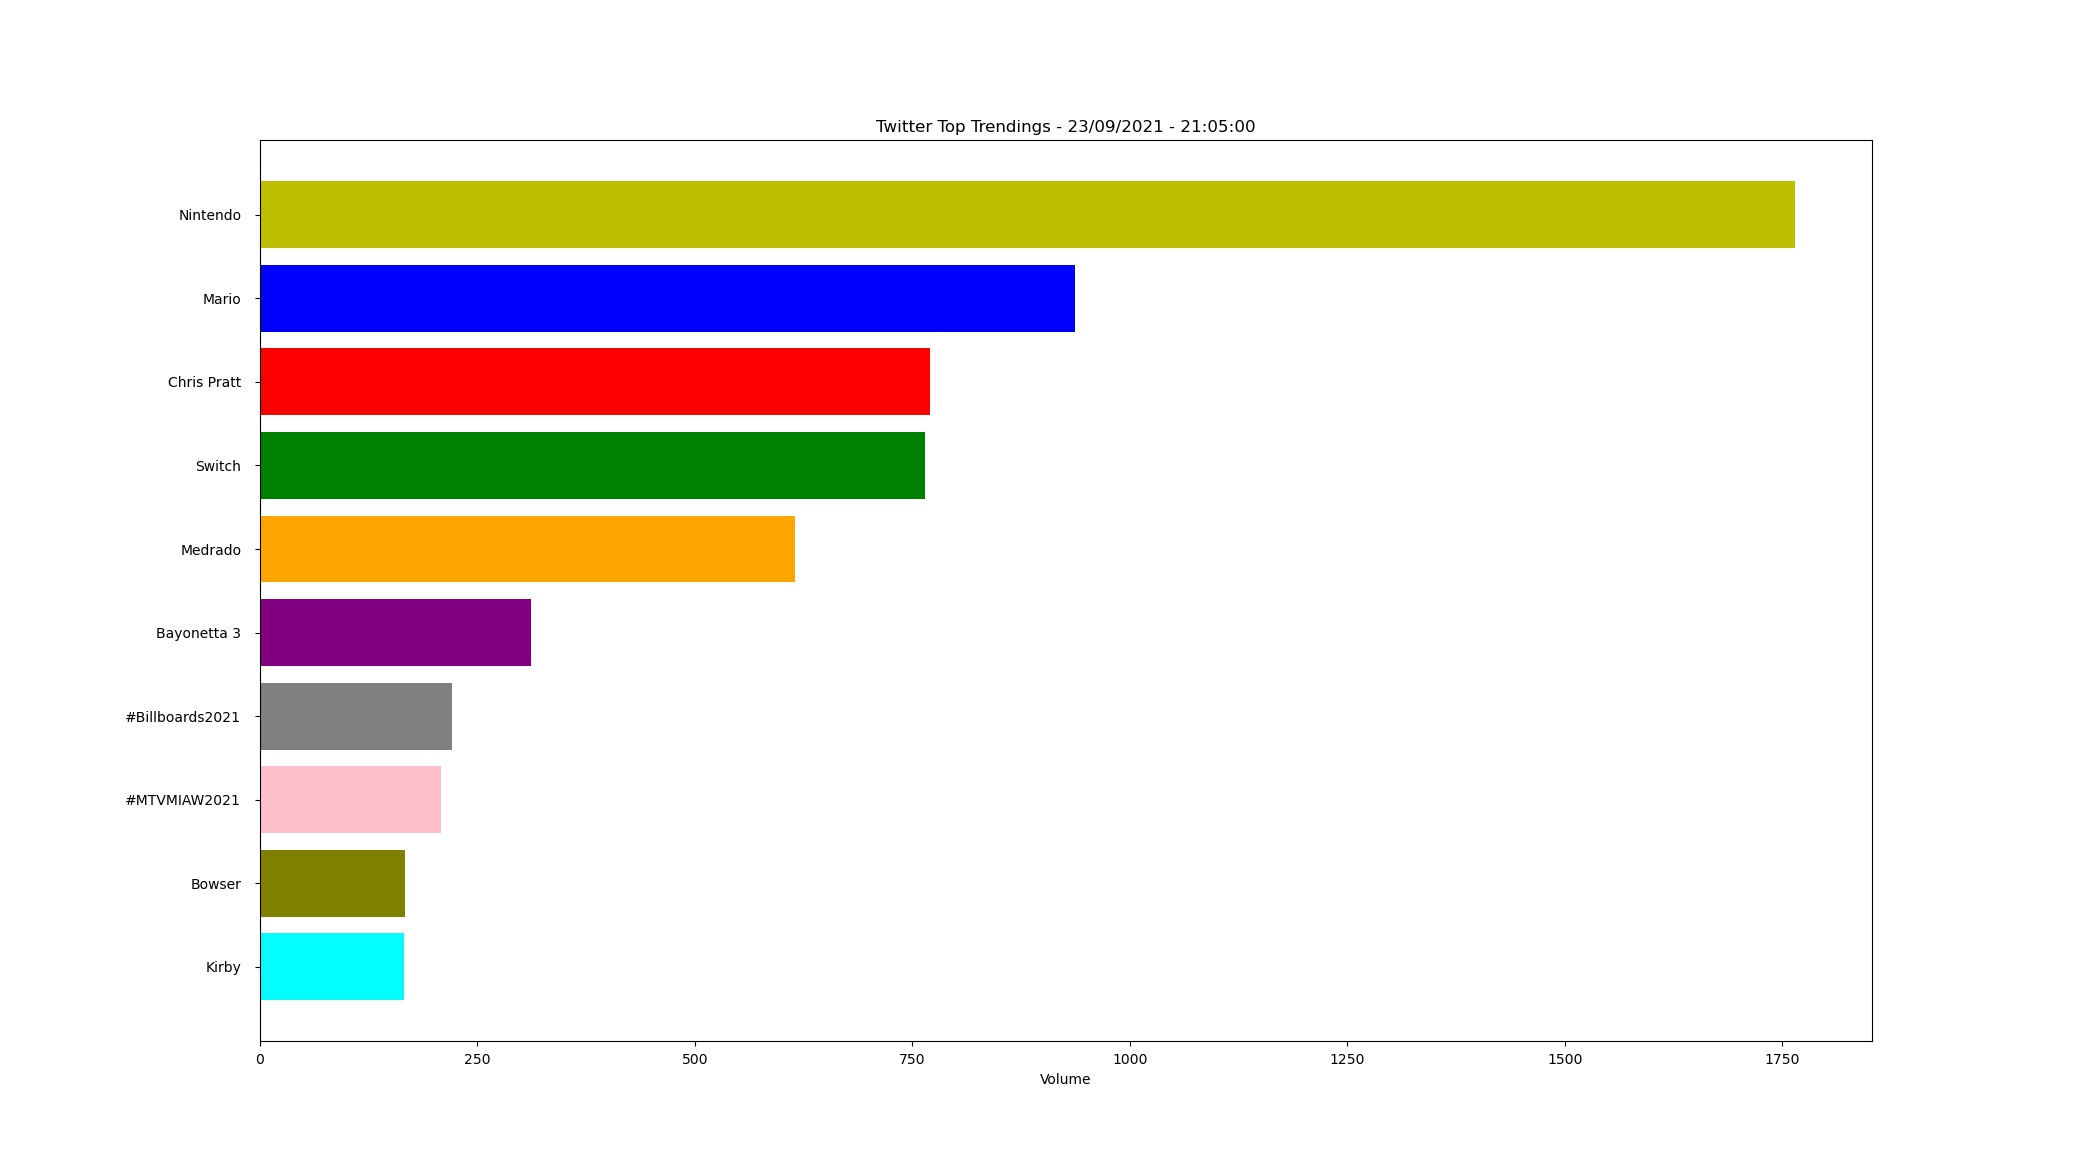 Twitter Top Trendings - 23/09/2021 - 21:05:00
Nintendo
Mario
Chris Pratt
Switch
Medrado
Bayonetta 3
#Billboards2021
#MTVMIAW2021
Bowser
Kirby
0 250 500 750 1000 1250 1500 1750
Volume